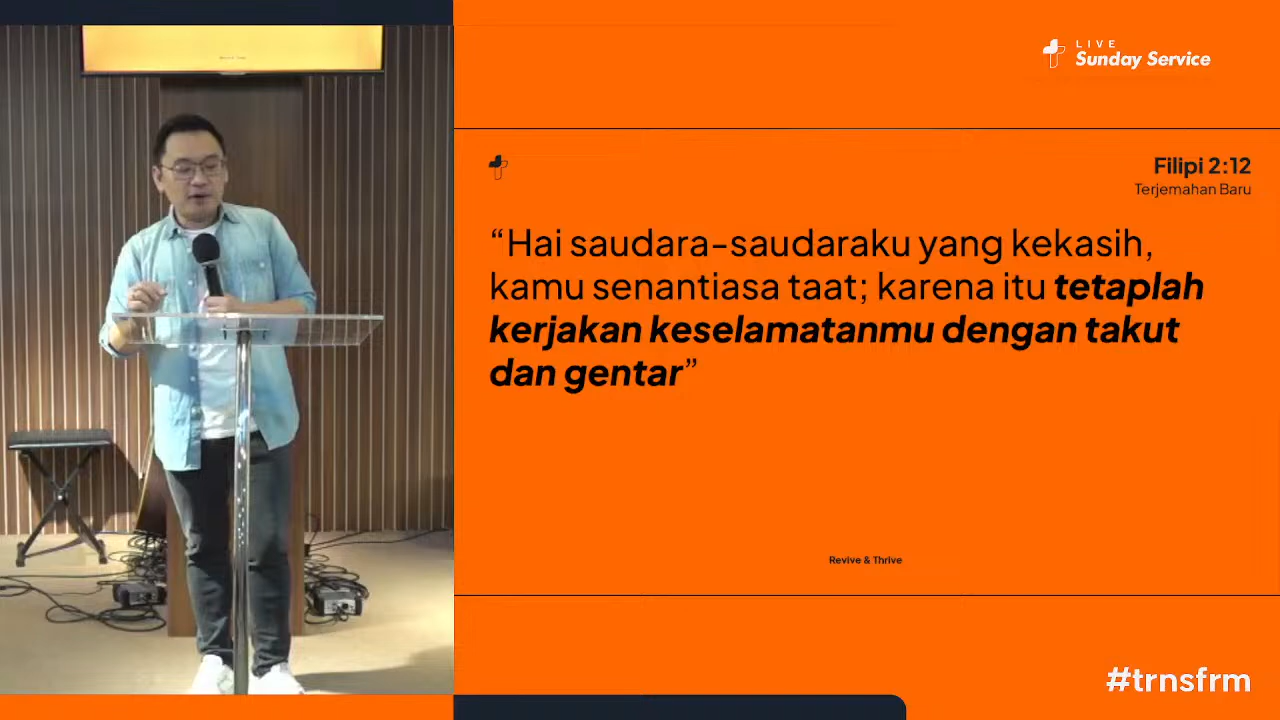 LIVE
Sunday Service
Filipi 2:12
Terjemahan Baru
“Hai saudara-saudaraku yang kekasih,
kamu senantiasa taat; karena itu tetaplah
kerjakan keselamatanmu dengan takut
dan gentar”
Revive & Thrive
#trnsfrm